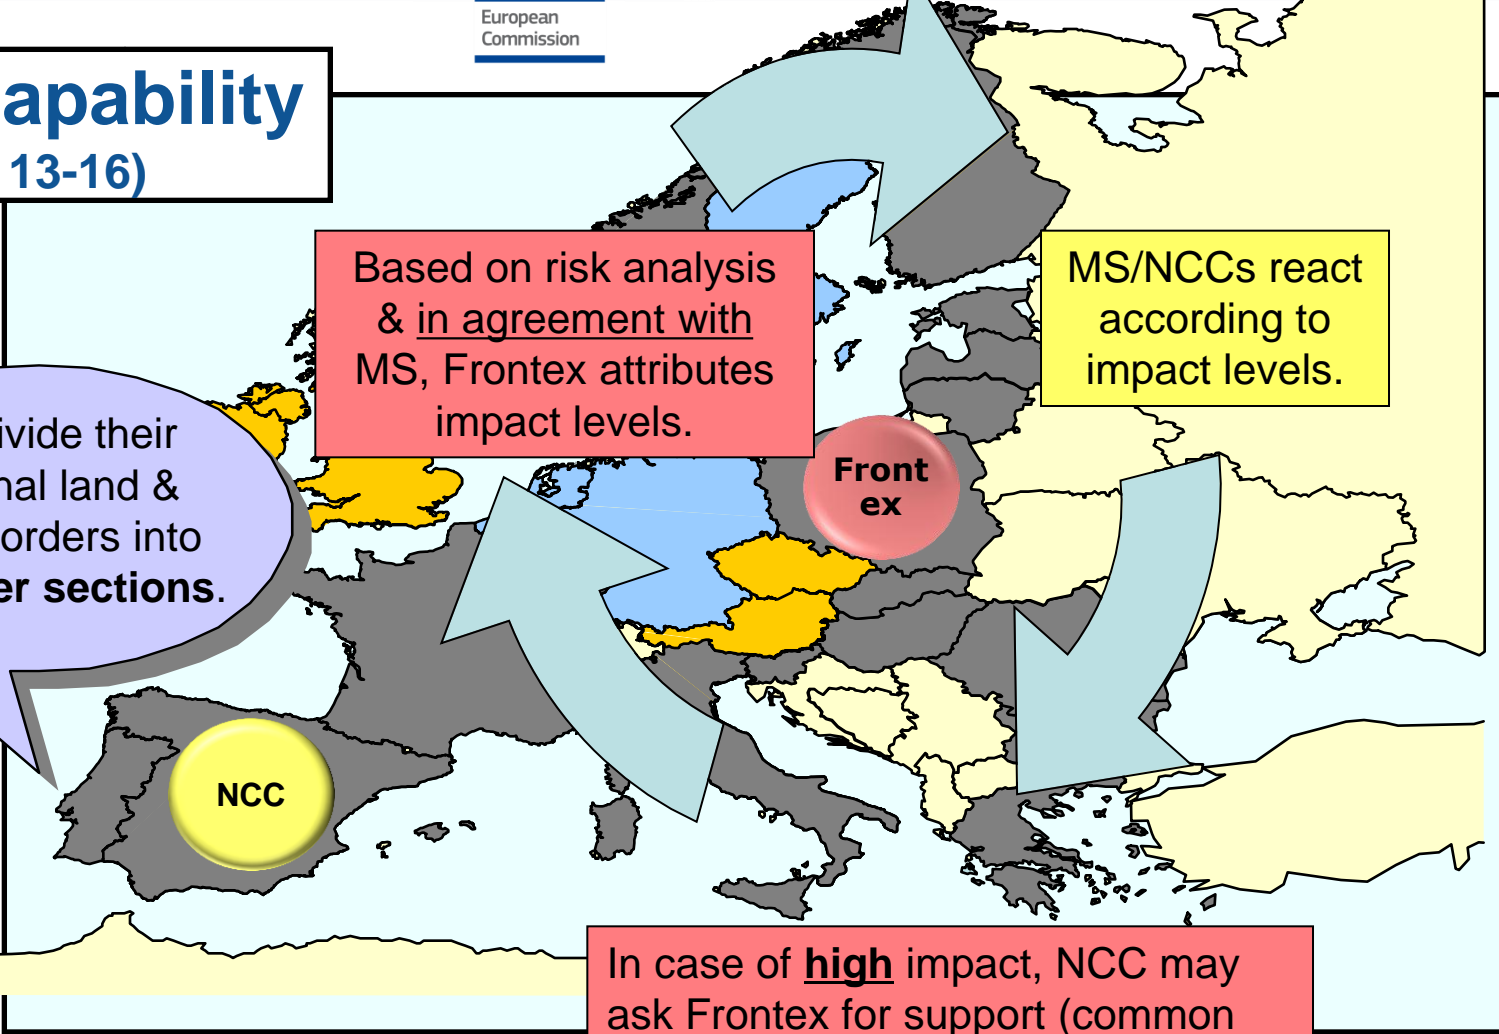 European
Commission
apability
13-16)
Based on risk analysis
& in agreement with
MS, Frontex attributes
impact levels.
MS/NCCs react
according to
impact levels.
ivide their
nal land &
orders into
er sections.
Front
ex
NCC
In case of high impact, NCC may
ask Frontex for support (common